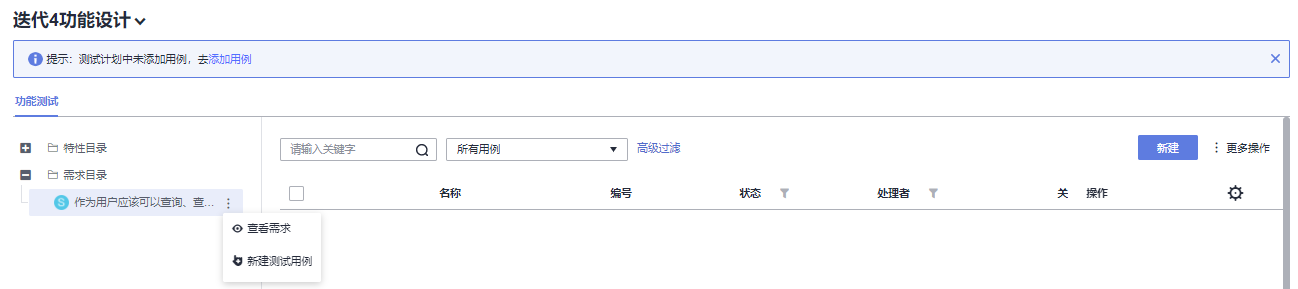 迭代4功能设计
提示：测试计划中未添加用例，去添加用例
功能测试
特性目录
需求目录
作为用户应该可以查询、查...
查看需求
新建测试用例
请输入关键字 所有用例 高级过滤 新建 更多操作
名称 编号 状态 处理者 关 操作